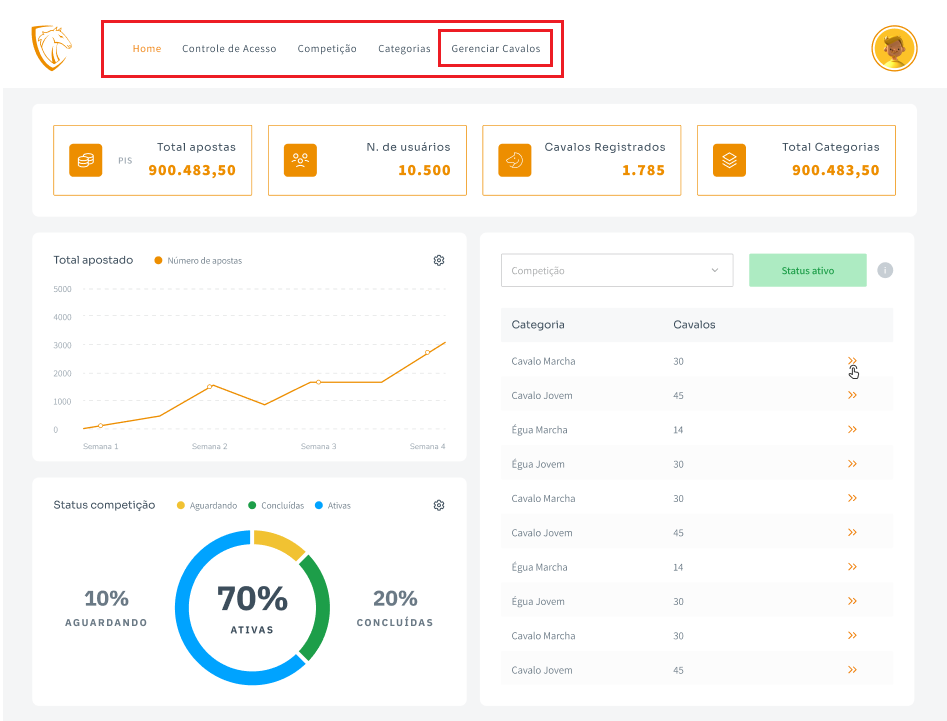 Home Controle de Acesso Competição Categorias Gerenciar Cavalos
Total apostas
PIS 900.483,50
N. de usuários
10.500
Cavalos Registrados
1.785
Total Categorias
900.483,50
Total apostado Número de apostas
5000
4000
3000
2000
1000
0
Semana 1 Semana 2 Semana 3 Semana 4
Status competição Aguardando Concluídas Ativas
10%
AGUARDANDO
70%
ATIVAS
20%
CONCLUÍDAS
Competição Status ativo i
Categoria Cavalos
Cavalo Marcha 30
Cavalo Jovem 45
Égua Marcha 14
Égua Jovem 30
Cavalo Marcha 30
Cavalo Jovem 45
Égua Marcha 14
Égua Jovem 30
Cavalo Marcha 30
Cavalo Jovem 45